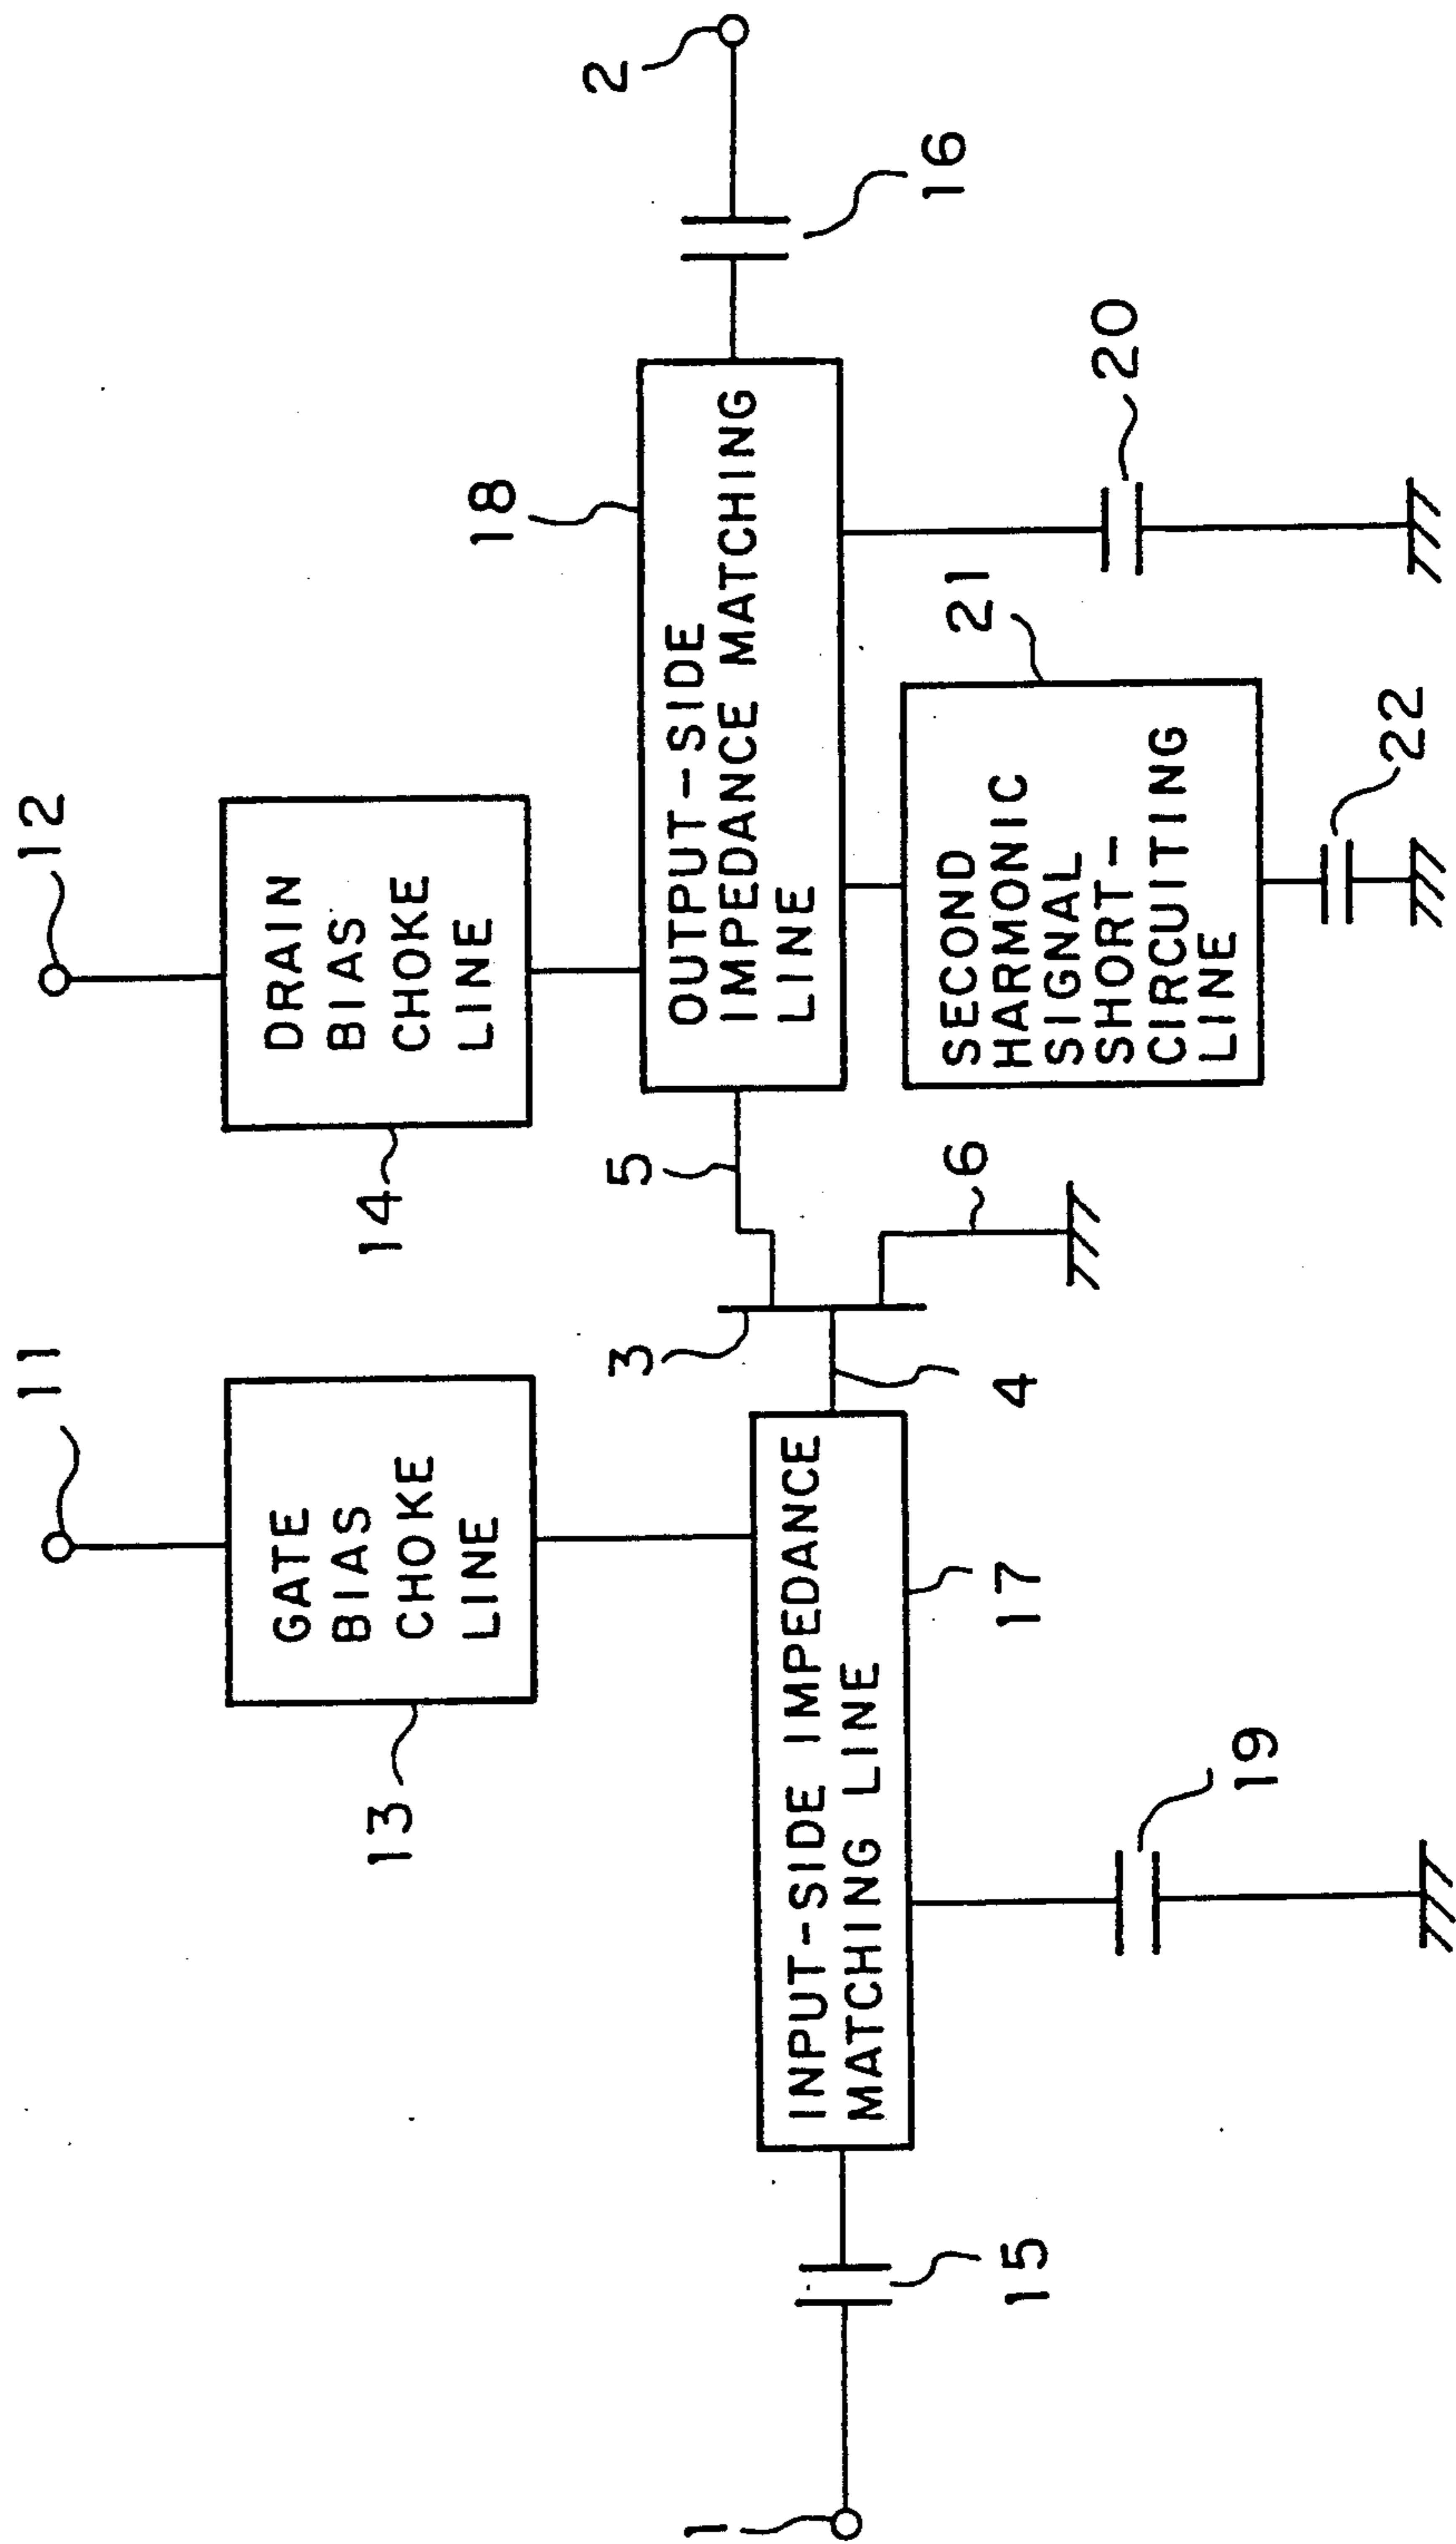 11
12
GATE
BIAS
CHOKE
LINE
13
DRAIN
BIAS
CHOKE
LINE
14
18
2
3
5
OUTPUT-SIDE
IMPEDANCE MATCHING
LINE
16
1
INPUT-SIDE IMPEDANCE
MATCHING LINE
4
6
15
17
19
SECOND
HARMONIC
SIGNAL
SHORT-
CIRCUITING
LINE
21
20
22